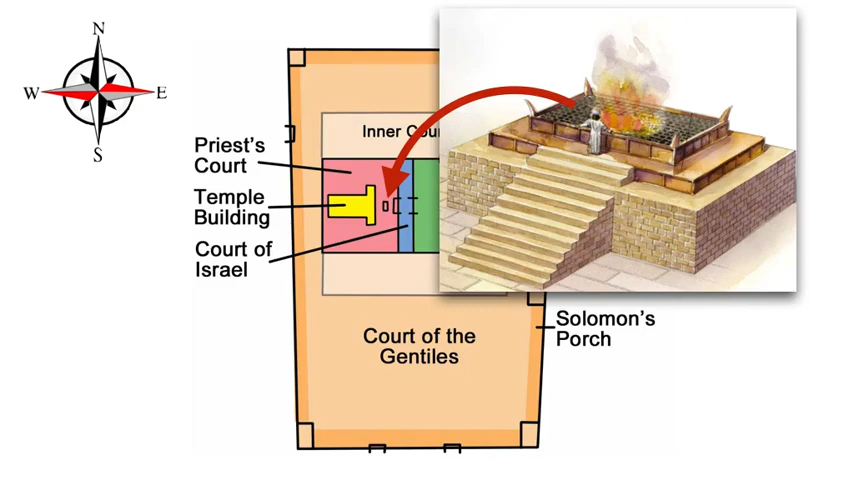 N
W
E
S
Inner Cour
Priest's
Court
Temple
Building
Court of
Israel
Solomon's
Porch
Court of the
Gentiles